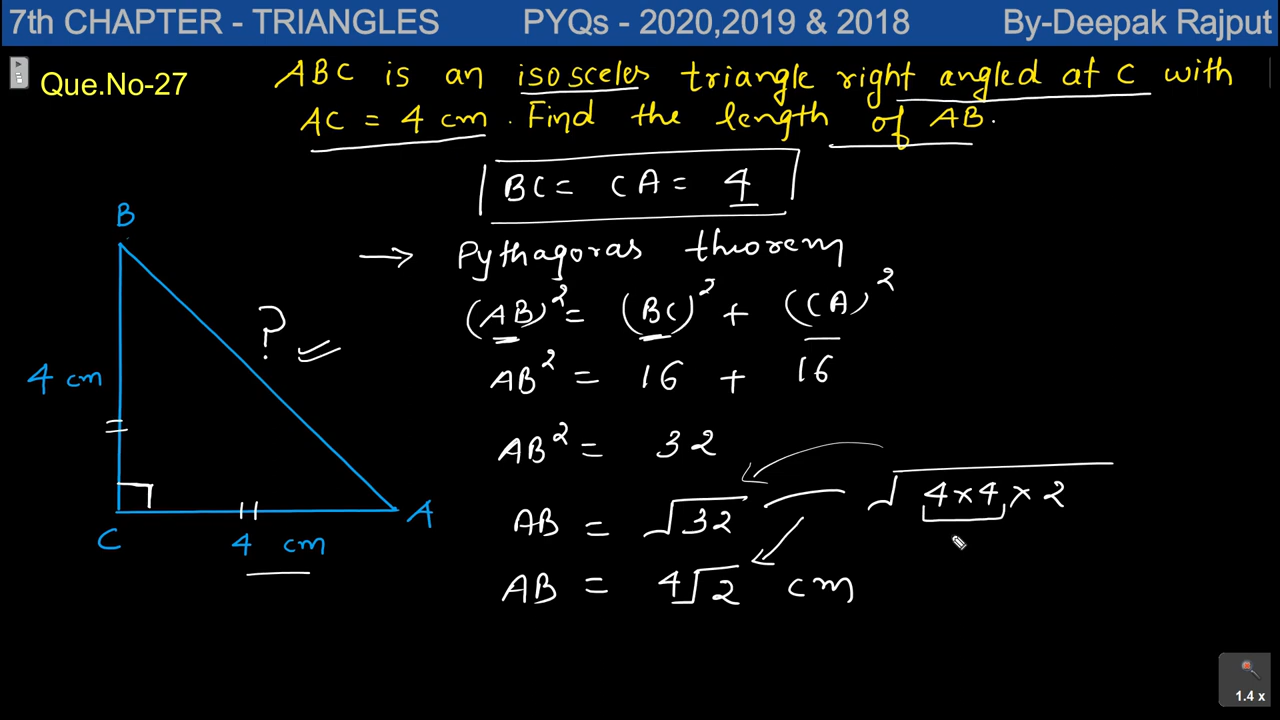 7th CHAPTER - TRIANGLES PYQs - 2020,2019 & 2018 By-Deepak Rajput
Que.No-27 ABC is an isosceles triangle right angled at C with
AC = 4 cm . Find the length of AB.
BC = CA = 4
→ Pythagoras theorem
(AB)² = (BC)² + (CA)²
AB² = 16 + 16
AB² = 32
AB = √32 √4×4×2
AB = 4√2 cm
B
?
4 cm
C
4 cm
A
1.4 x